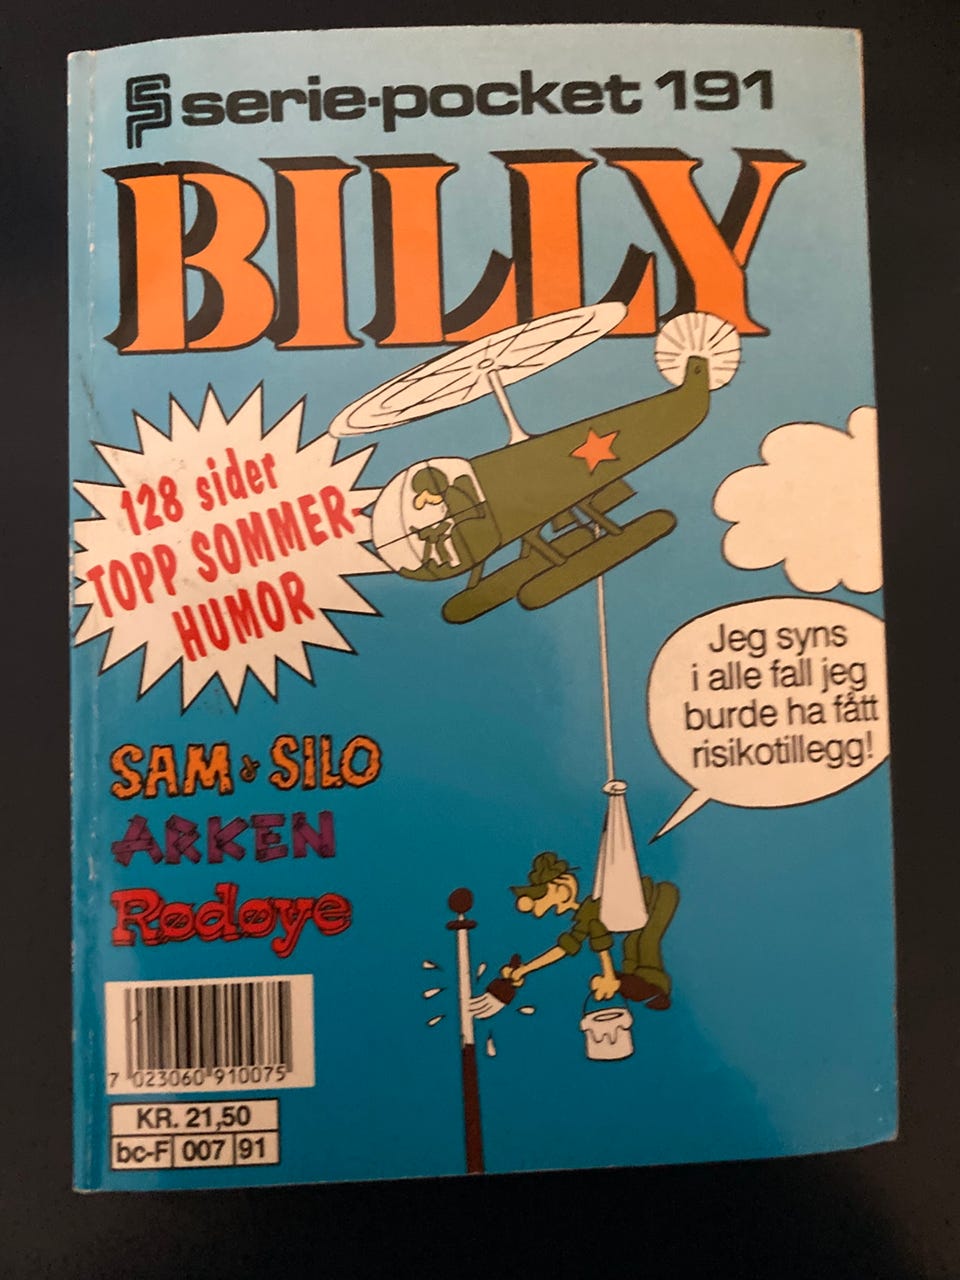 serie-pocket 191
BILLY
128 sider
TOPP SOMMER-
HUMOR
Jeg syns
i alle fall jeg
burde ha fått
risikotillegg!
SAM & SILO
ARKEN
Rødøye
7 023060 910075
KR. 21,50
bc-F 007 91